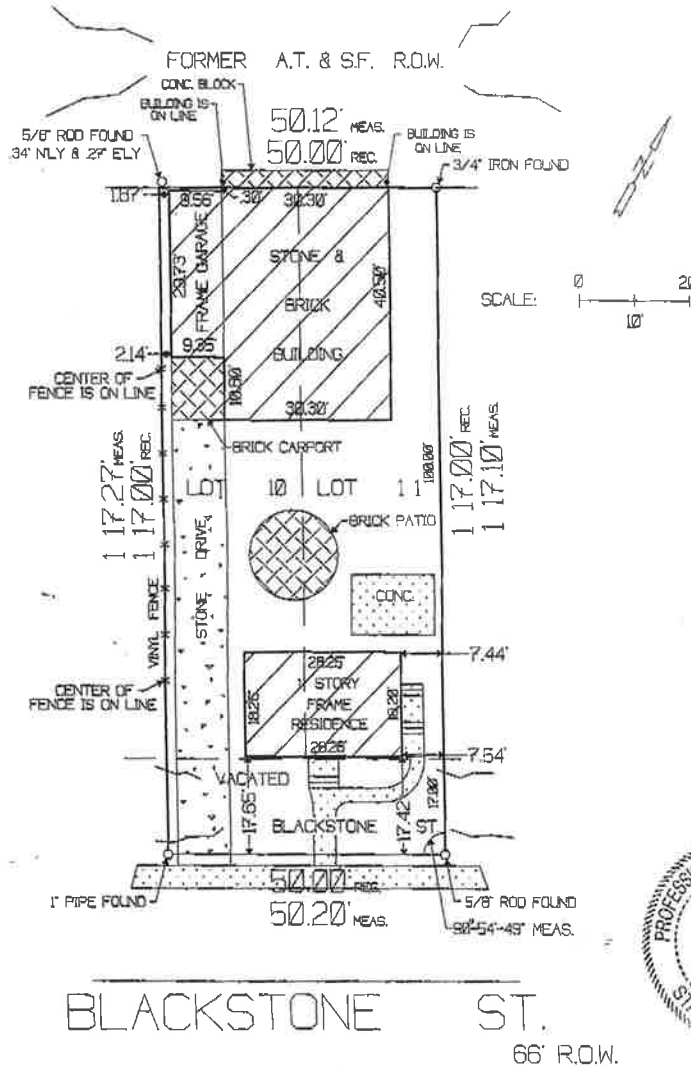 FORMER A.T. & S.F. R.O.W.
CONC. BLOCK
BUILDING IS
ON LINE
50.12' MEAS.
50.00' REC.
BUILDING IS
ON LINE
5/8" ROD FOUND
.34' NLY & .27' ELY
3/4" IRON FOUND
1.87'
9.56'
.30'
30.30'
29.73'
FRAME GARAGE
STONE &
BRICK
BUILDING
40.50'
SCALE:
0
10'
20
9.35'
2.14'
CENTER OF
FENCE IS ON LINE
10.80'
30.30'
BRICK CARPORT
117.27' MEAS.
117.00' REC.
LOT 10 LOT 11
100.00'
117.00' REC.
117.10' MEAS.
BRICK PATIO
STONE DRIVE
CONC.
VINYL FENCE
7.44'
CENTER OF
FENCE IS ON LINE
28.25'
1 STORY
FRAME
RESIDENCE
18.26'
28.26'
7.54'
VACATED
17.65'
BLACKSTONE ST.
17.42'
17.00'
1" PIPE FOUND
50.00' REC.
50.20' MEAS.
5/8" ROD FOUND
90°-54'-49" MEAS.
BLACKSTONE ST.
66' R.O.W.